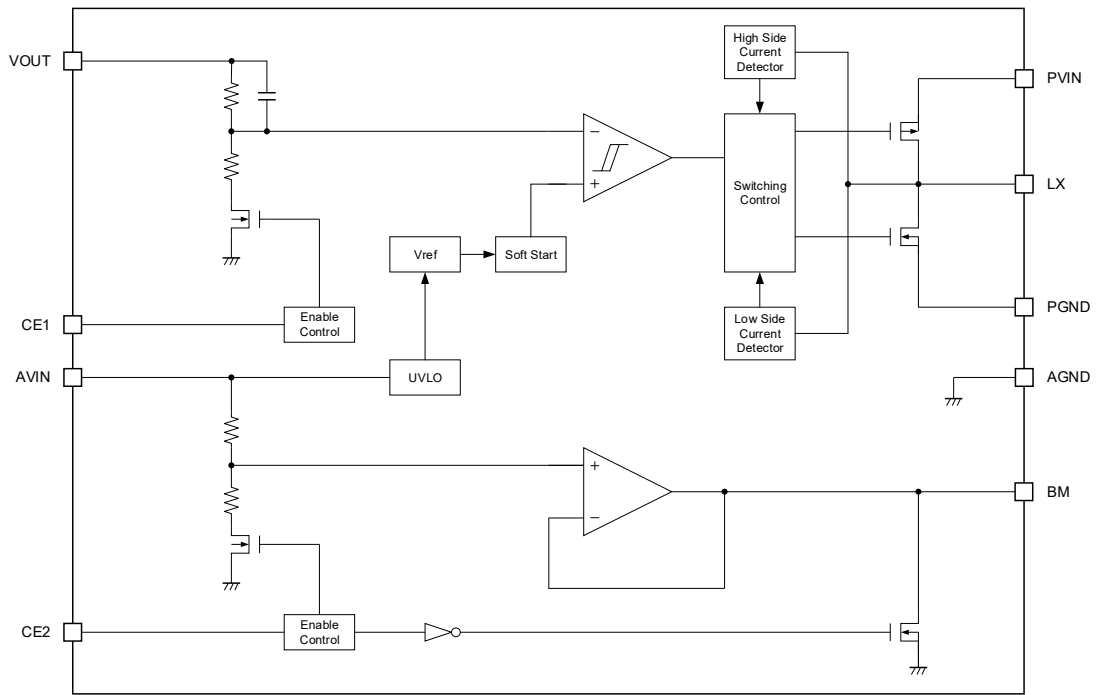 High Side
Current
Detector
VOUT
PVIN
−
+
Switching
Control
LX
Vref
Soft Start
CE1
Enable
Control
Low Side
Current
Detector
PGND
AVIN
UVLO
AGND
+
−
BM
CE2
Enable
Control